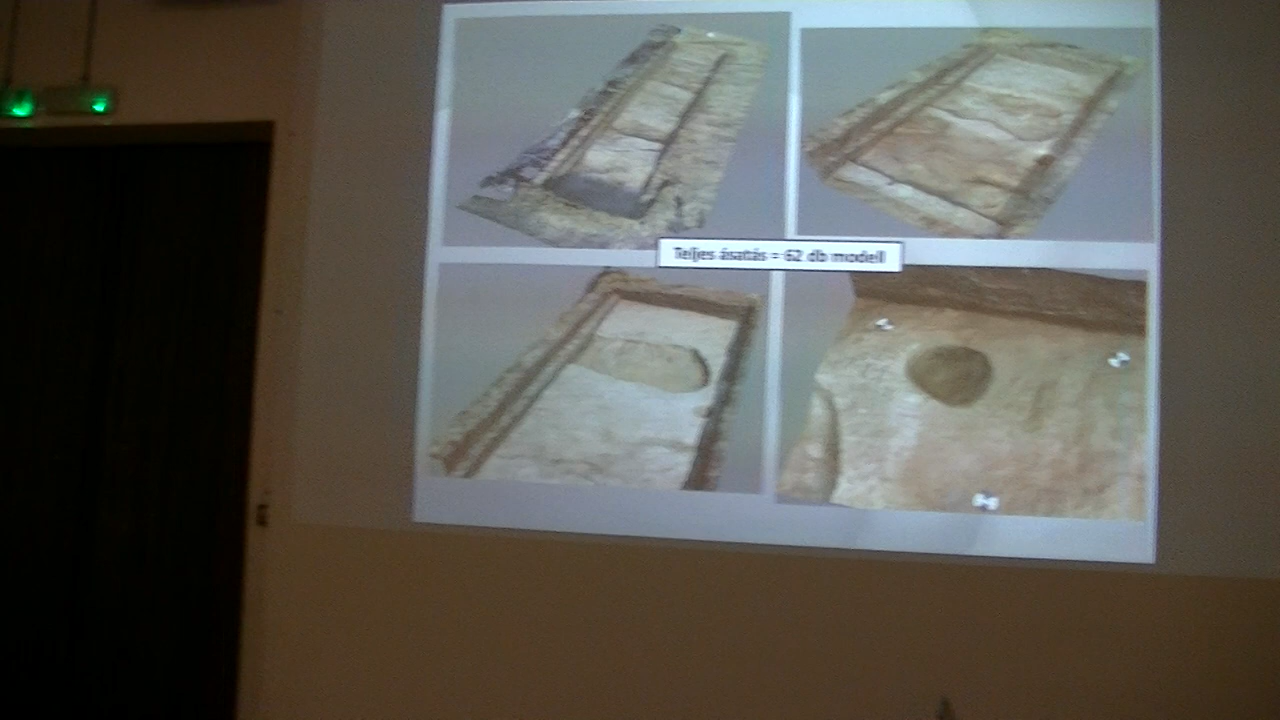 Teljes ásatás = 62 db modell